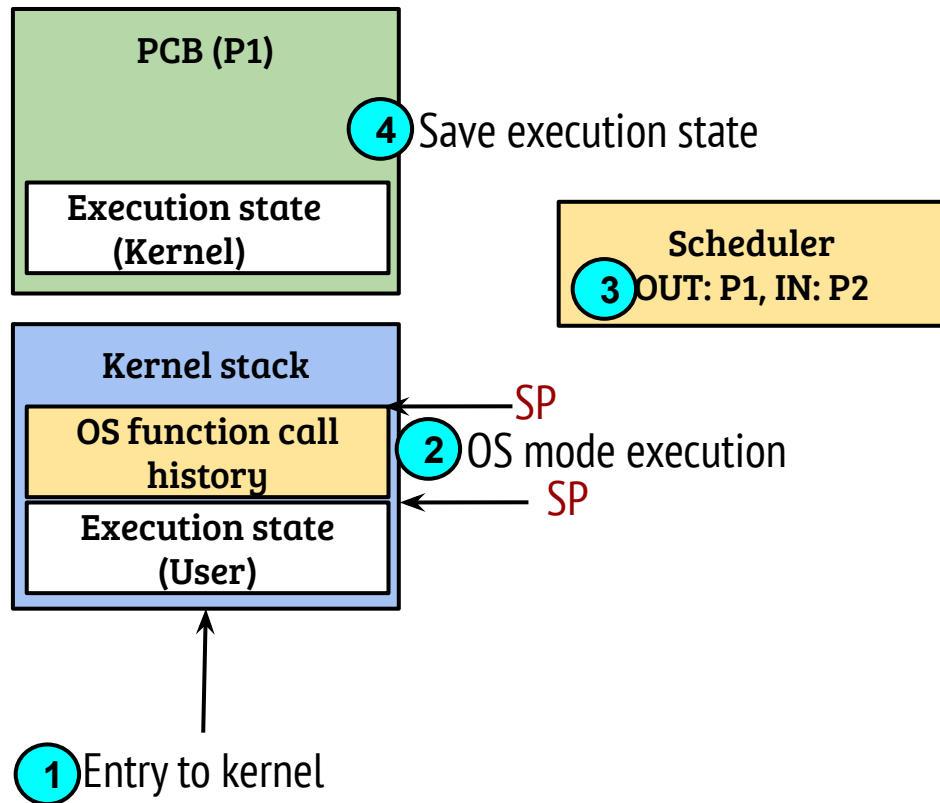 PCB (P1)
4 Save execution state
Execution state
(Kernel)
Scheduler
3 OUT: P1, IN: P2
Kernel stack
SP
OS function call
history
2 OS mode execution
SP
Execution state
(User)
1 Entry to kernel